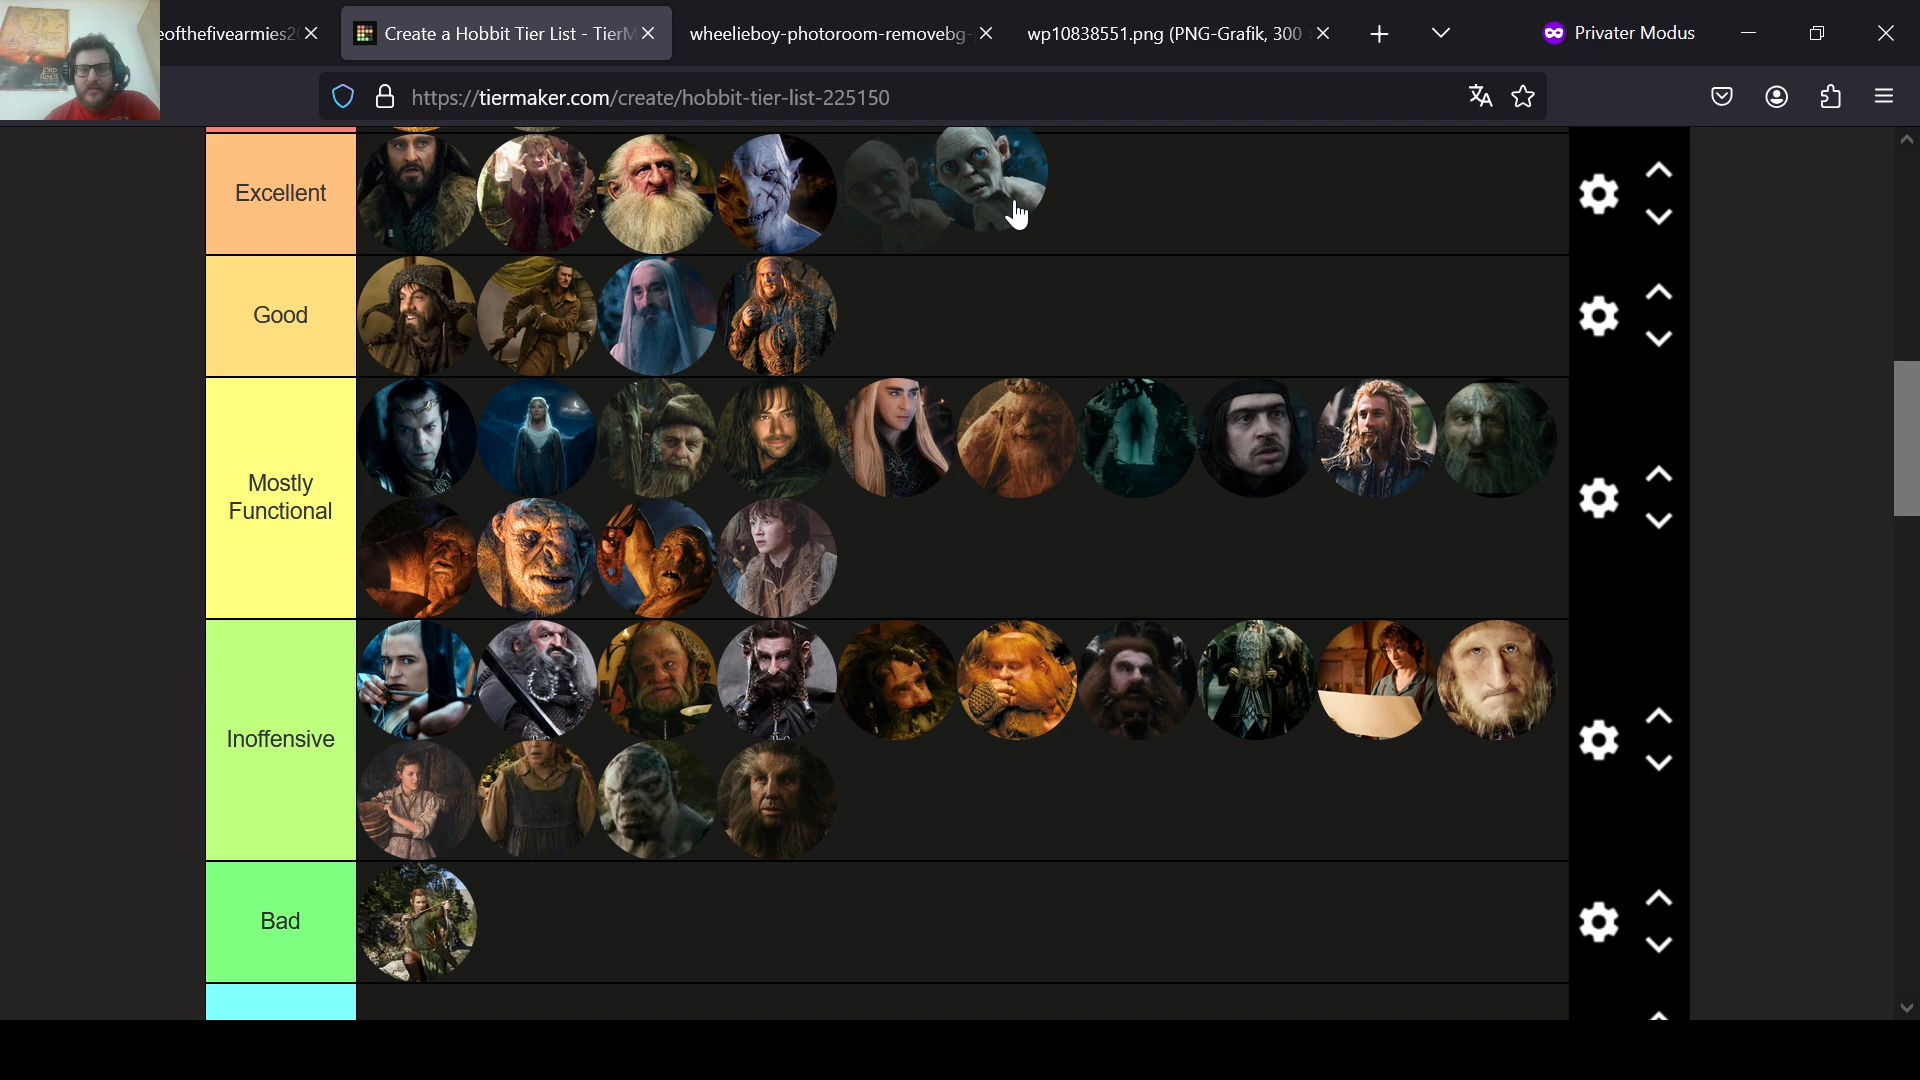 eofthefivearmies2
Create a Hobbit Tier List - TierM
wheelieboy-photoroom-removebg-
wp10838551.png (PNG-Grafik, 300
Privater Modus
https://tiermaker.com/create/hobbit-tier-list-225150
Excellent
Good
Mostly
Functional
Inoffensive
Bad